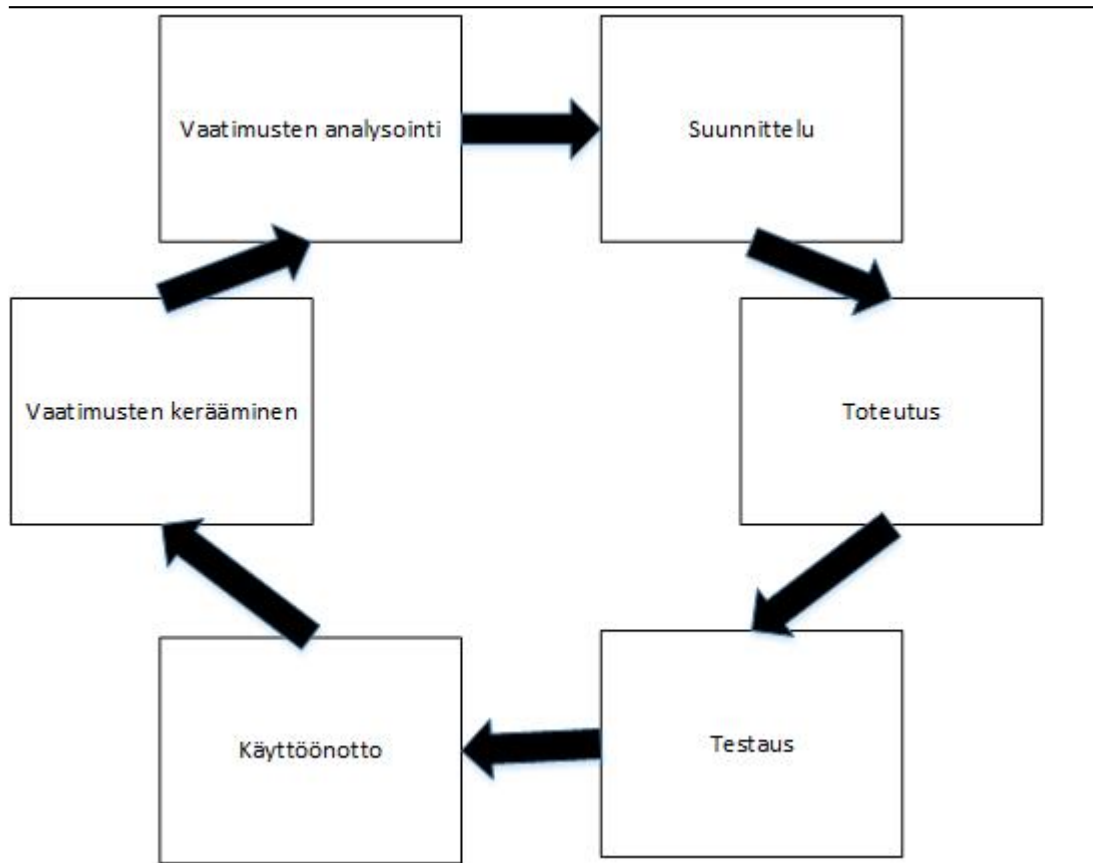 Vaatimusten analysointi
Suunnittelu
Vaatimusten kerääminen
Toteutus
Käyttöönotto
Testaus